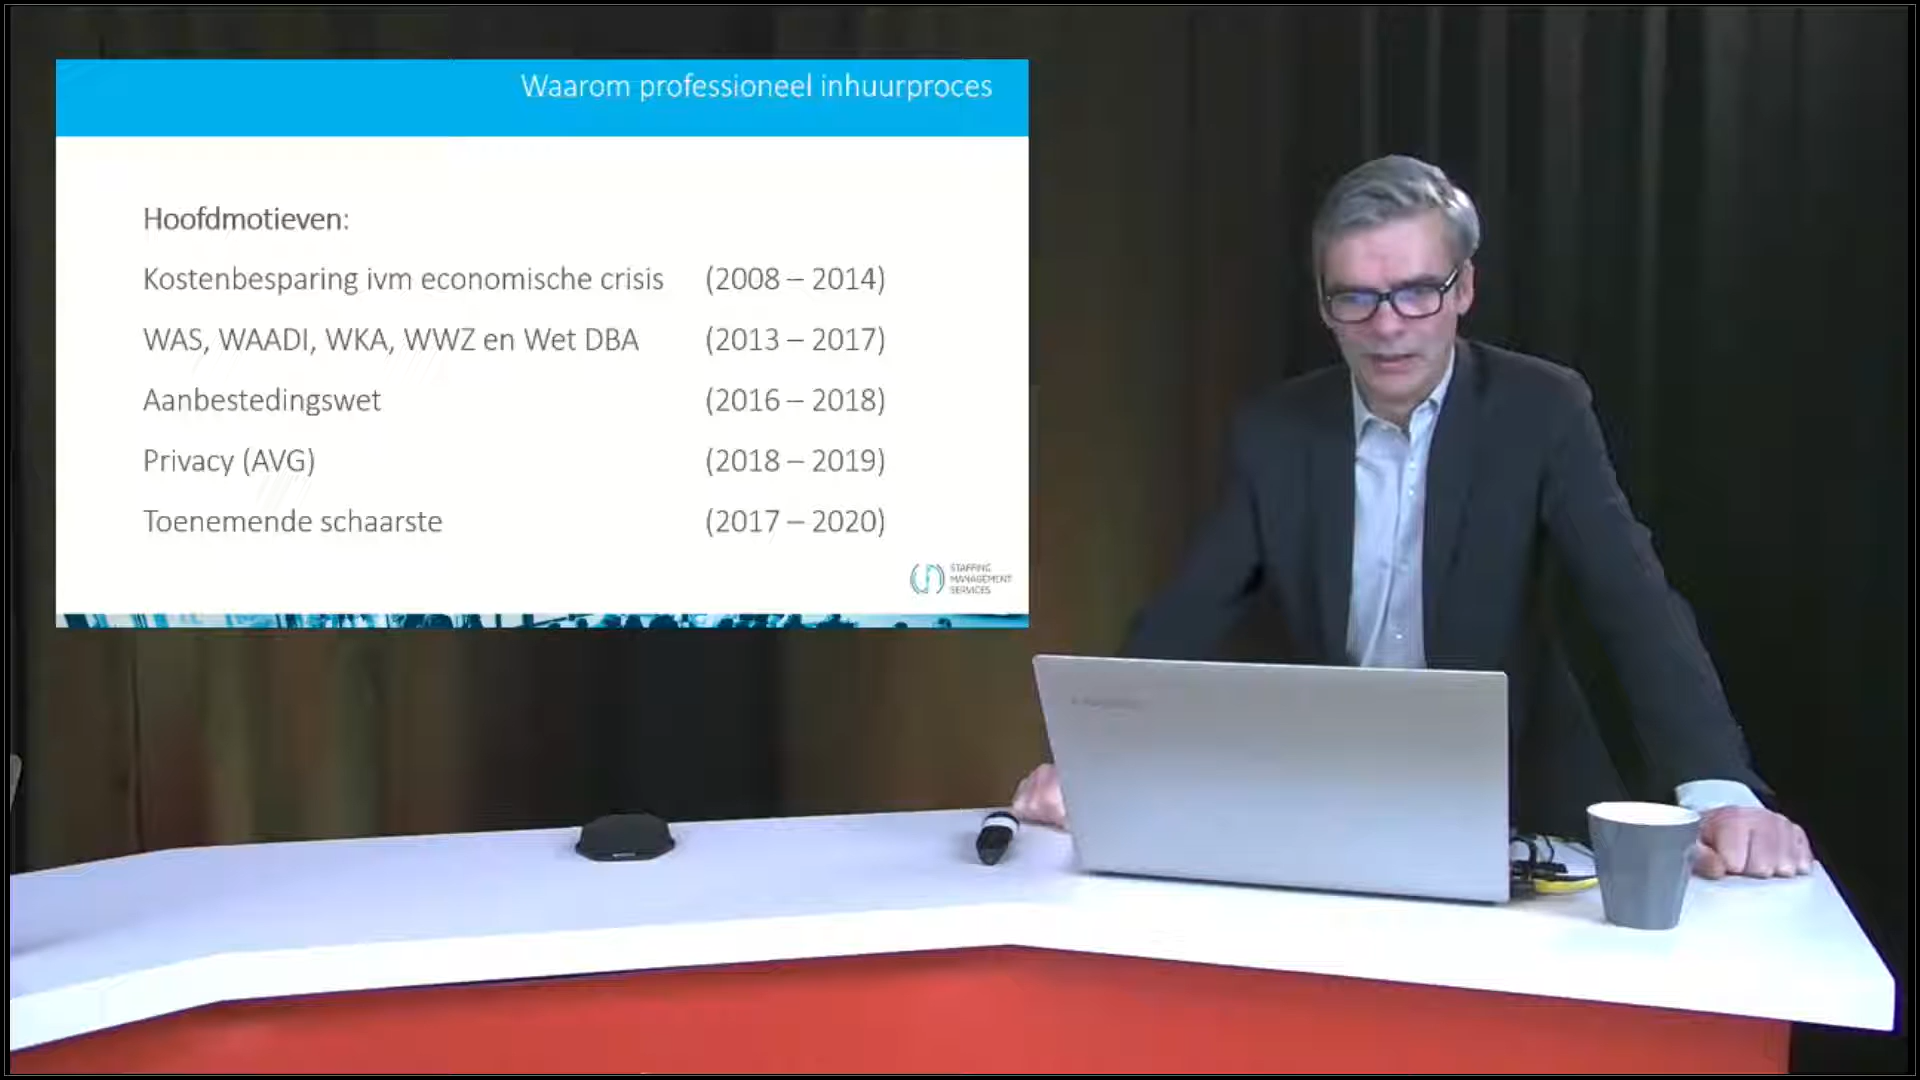 Waarom professioneel inhuurproces
Hoofdmotieven:
Kostenbesparing ivm economische crisis (2008 – 2014)
WAS, WAADI, WKA, WWZ en Wet DBA (2013 – 2017)
Aanbestedingswet (2016 – 2018)
Privacy (AVG) (2018 – 2019)
Toenemende schaarste (2017 – 2020)
STAFFING
MANAGEMENT
SERVICES